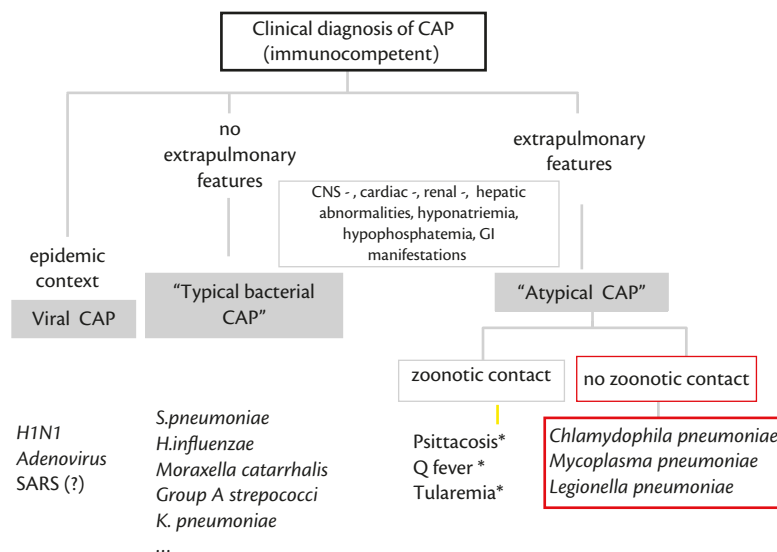 Clinical diagnosis of CAP
(immunocompetent)
no
extrapulmonary
features
extrapulmonary
features
CNS - , cardiac -, renal -, hepatic
abnormalities, hyponatriemia,
hypophosphatemia, GI
manifestations
epidemic
context
Viral CAP
“Typical bacterial
CAP”
“Atypical CAP”
zoonotic contact
no zoonotic contact
H1N1
Adenovirus
SARS (?)
S.pneumoniae
H.influenzae
Moraxella catarrhalis
Group A strepococci
K. pneumoniae
...
Psittacosis*
Q fever *
Tularemia*
Chlamydophila pneumoniae
Mycoplasma pneumoniae
Legionella pneumoniae